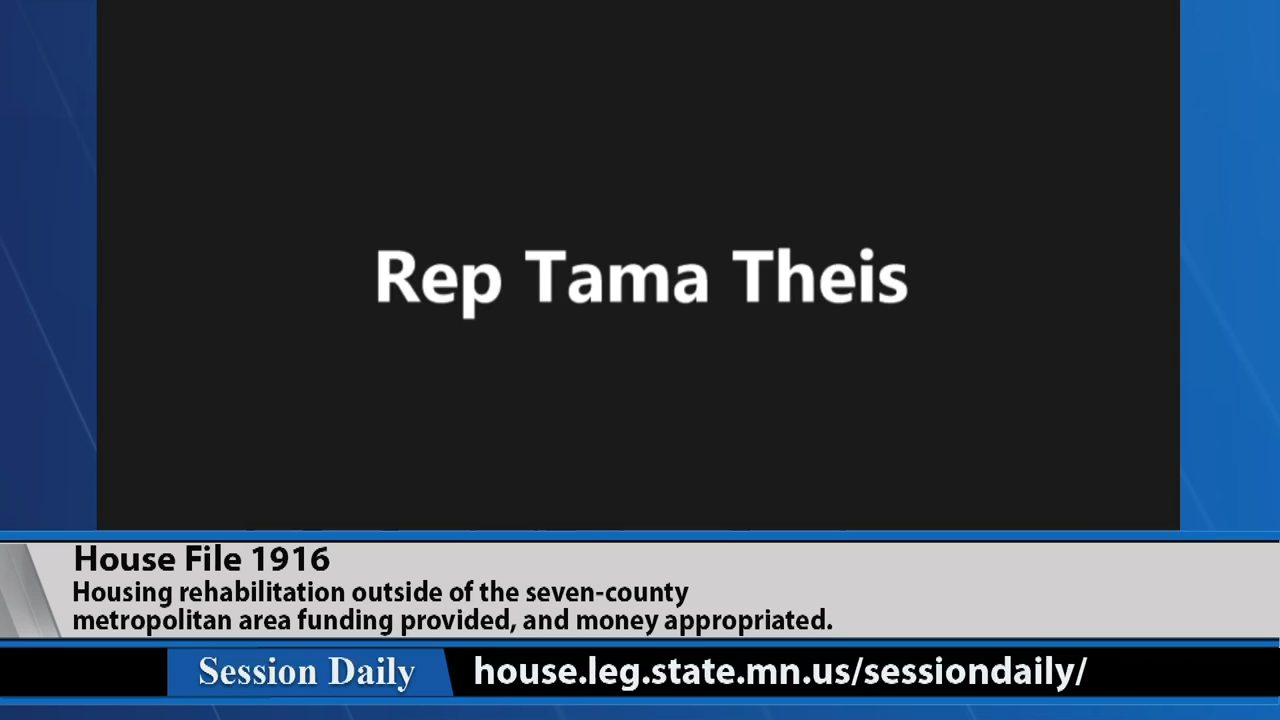 Rep Tama Theis
House File 1916
Housing rehabilitation outside of the seven-county
metropolitan area funding provided, and money appropriated.
Session Daily house.leg.state.mn.us/sessiondaily/